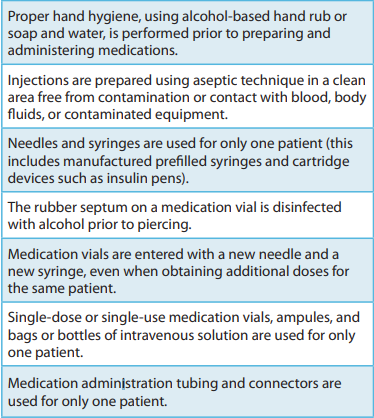 Proper hand hygiene, using alcohol-based hand rub or
soap and water, is performed prior to preparing and
administering medications.
Injections are prepared using aseptic technique in a clean
area free from contamination or contact with blood, body
fluids, or contaminated equipment.
Needles and syringes are used for only one patient (this
includes manufactured prefilled syringes and cartridge
devices such as insulin pens).
The rubber septum on a medication vial is disinfected
with alcohol prior to piercing.
Medication vials are entered with a new needle and a
new syringe, even when obtaining additional doses for
the same patient.
Single-dose or single-use medication vials, ampules, and
bags or bottles of intravenous solution are used for only
one patient.
Medication administration tubing and connectors are
used for only one patient.